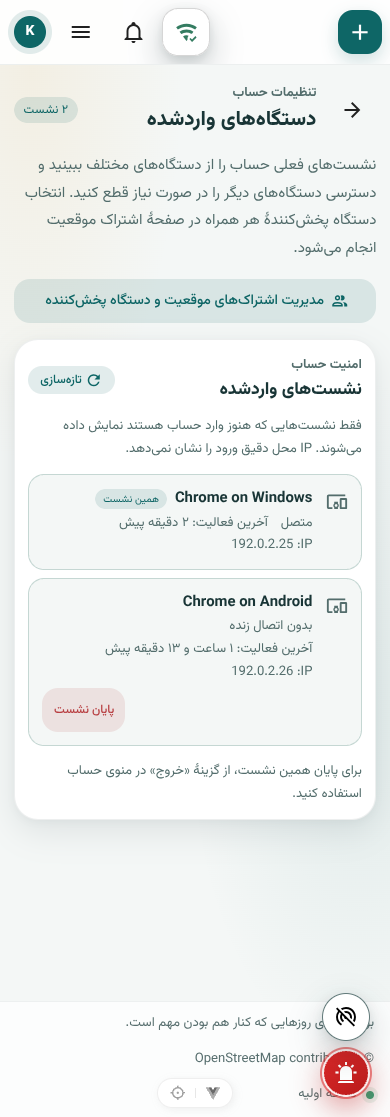 K
تنظیمات حساب
دستگاه‌های واردشده
۲ نشست
نشست‌های فعلی حساب را از دستگاه‌های مختلف ببینید و
دسترسی دستگاه‌های دیگر را در صورت نیاز قطع کنید. انتخاب
دستگاه پخش‌کنندهٔ هر همراه در صفحهٔ اشتراک موقعیت
انجام می‌شود.
مدیریت اشتراک‌های موقعیت و دستگاه پخش‌کننده
امنیت حساب
نشست‌های واردشده
تازه‌سازی
فقط نشست‌هایی که هنوز وارد حساب هستند نمایش داده
می‌شوند. IP محل دقیق ورود را نشان نمی‌دهد.
Chrome on Windows همین نشست
متصل آخرین فعالیت: ۲ دقیقه پیش
IP: 192.0.2.25
Chrome on Android
بدون اتصال زنده
آخرین فعالیت: ۱ ساعت و ۱۳ دقیقه پیش
IP: 192.0.2.26
پایان نشست
برای پایان همین نشست، از گزینهٔ «خروج» در منوی حساب
استفاده کنید.
روزهایی که کنار هم بودن مهم است.
© OpenStreetMap
اولیه